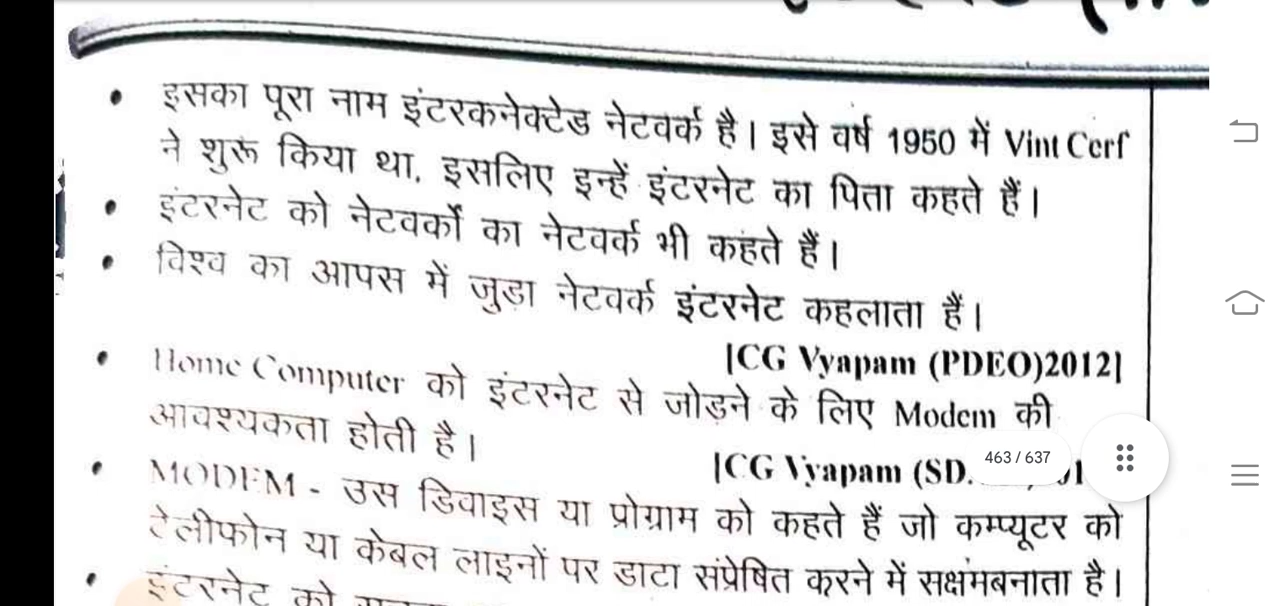 इसका पूरा नाम इंटरकनेक्टेड नेटवर्क है। इसे वर्ष 1950 में Vint Cerf
ने शुरू किया था, इसलिए इन्हें इंटरनेट का पिता कहते हैं।
इंटरनेट को नेटवर्कों का नेटवर्क भी कहते हैं।
विश्व का आपस में जुड़ा नेटवर्क इंटरनेट कहलाता हैं।
[CG Vyapam (PDEO)2012]
Home Computer को इंटरनेट से जोड़ने के लिए Modem की
आवश्यकता होती है।
463 / 637
[CG Vyapam (SD.
MODEM - उस डिवाइस या प्रोग्राम को कहते हैं जो कम्प्यूटर को
टेलीफोन या केबल लाइनों पर डाटा संप्रेषित करने में सक्षंमबनाता है।
इंटरनेट को